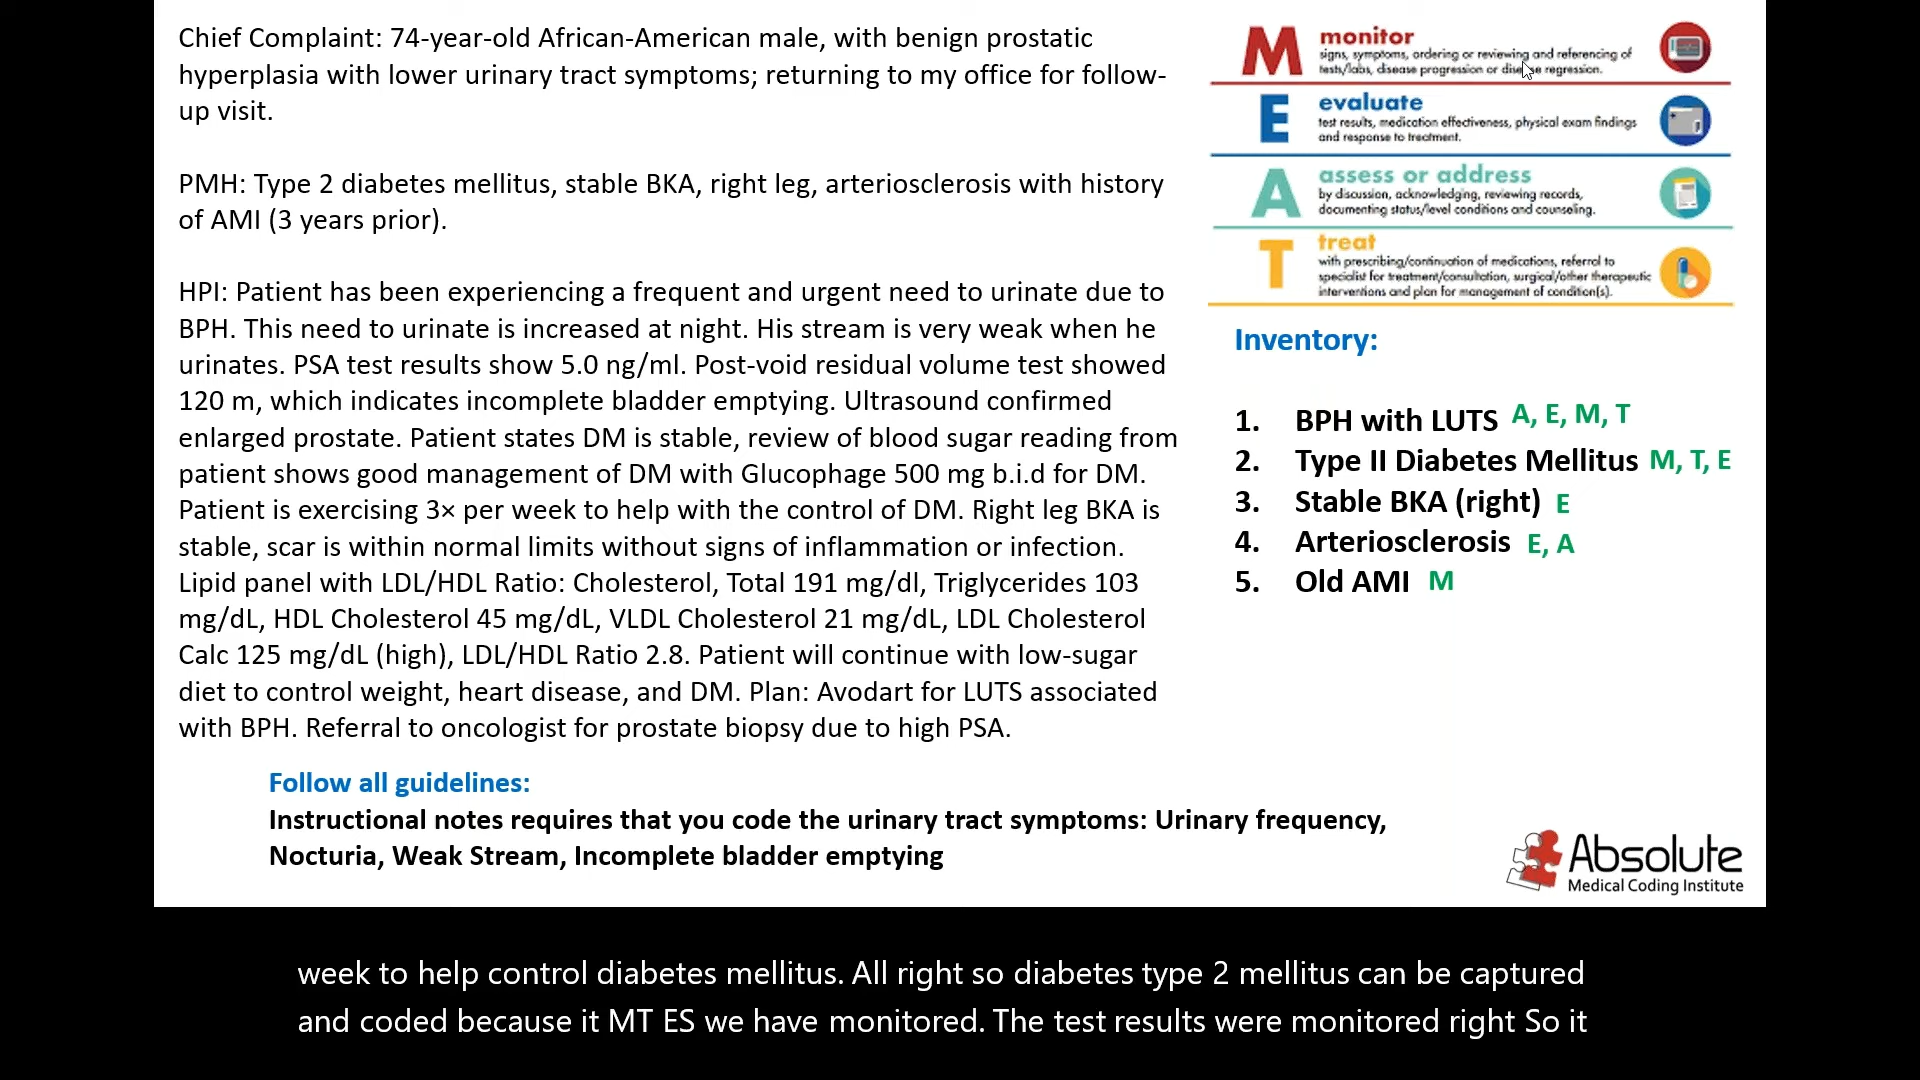 Chief Complaint: 74-year-old African-American male, with benign prostatic
hyperplasia with lower urinary tract symptoms; returning to my office for follow-
up visit.
PMH: Type 2 diabetes mellitus, stable BKA, right leg, arteriosclerosis with history
of AMI (3 years prior).
HPI: Patient has been experiencing a frequent and urgent need to urinate due to
BPH. This need to urinate is increased at night. His stream is very weak when he
urinates. PSA test results show 5.0 ng/ml. Post-void residual volume test showed
120 m, which indicates incomplete bladder emptying. Ultrasound confirmed
enlarged prostate. Patient states DM is stable, review of blood sugar reading from
patient shows good management of DM with Glucophage 500 mg b.i.d for DM.
Patient is exercising 3× per week to help with the control of DM. Right leg BKA is
stable, scar is within normal limits without signs of inflammation or infection.
Lipid panel with LDL/HDL Ratio: Cholesterol, Total 191 mg/dl, Triglycerides 103
mg/dL, HDL Cholesterol 45 mg/dL, VLDL Cholesterol 21 mg/dL, LDL Cholesterol
Calc 125 mg/dL (high), LDL/HDL Ratio 2.8. Patient will continue with low-sugar
diet to control weight, heart disease, and DM. Plan: Avodart for LUTS associated
with BPH. Referral to oncologist for prostate biopsy due to high PSA.
M monitor
signs, symptoms, ordering or reviewing and referencing of
tests/labs, disease progression or disease regression.
E evaluate
test results, medication effectiveness, physical exam findings
and response to treatment.
A assess or address
by discussion, acknowledging, reviewing records,
documenting status/level conditions and counseling.
T treat
with prescribing/continuation of medications, referral to
specialist for treatment/consultation, surgical/other therapeutic
interventions and plan for management of condition(s).
Inventory:
1. BPH with LUTS A, E, M, T
2. Type II Diabetes Mellitus M, T, E
3. Stable BKA (right) E
4. Arteriosclerosis E, A
5. Old AMI M
Follow all guidelines:
Instructional notes requires that you code the urinary tract symptoms: Urinary frequency,
Nocturia, Weak Stream, Incomplete bladder emptying
Absolute
Medical Coding Institute
week to help control diabetes mellitus. All right so diabetes type 2 mellitus can be captured
and coded because it MT ES we have monitored. The test results were monitored right So it